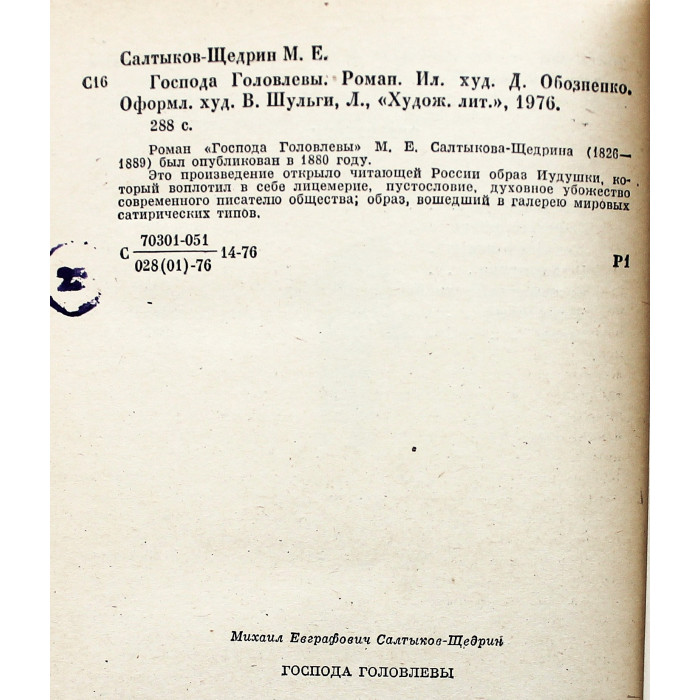 Салтыков-Щедрин М. Е.
С16 Господа Головлевы. Роман. Ил. худ. Д. Обозненко.
Оформл. худ. В. Шульги, Л., «Худож. лит.», 1976.
288 с.
Роман «Господа Головлевы» М. Е. Салтыкова-Щедрина (1826—
1889) был опубликован в 1880 году.
Это произведение открыло читающей России образ Иудушки, ко-
торый воплотил в себе лицемерие, пустословие, духовное убожество
современного писателю общества; образ, вошедший в галерею мировых
сатирических типов.
70301-051
С 14-76
028(01)-76
Р1
2
Михаил Евграфович Салтыков-Щедрин
ГОСПОДА ГОЛОВЛЕВЫ